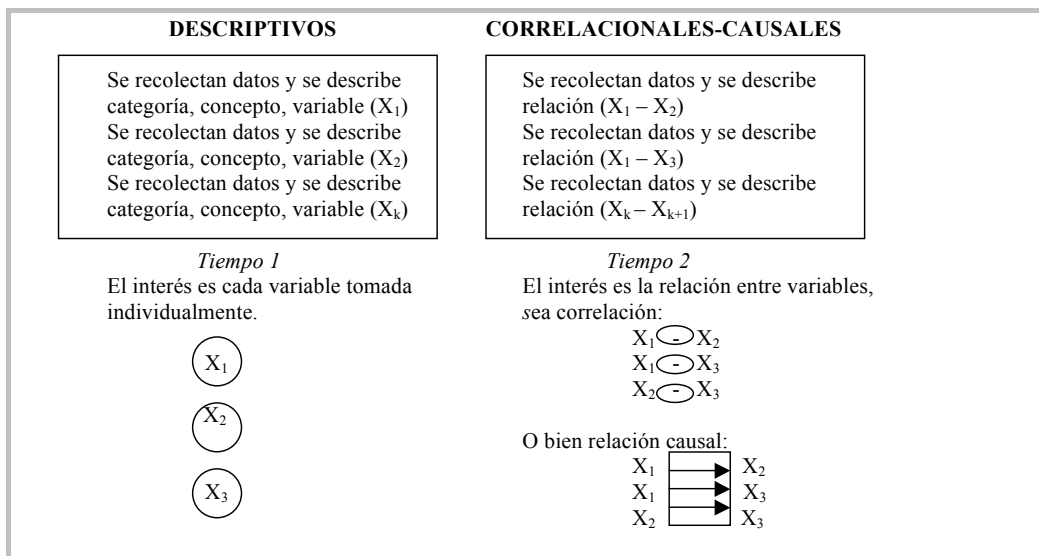 DESCRIPTIVOS
Se recolectan datos y se describe
categoría, concepto, variable (X₁)
Se recolectan datos y se describe
categoría, concepto, variable (X₂)
Se recolectan datos y se describe
categoría, concepto, variable (Xₖ)
Tiempo 1
El interés es cada variable tomada
individualmente.
X₁
X₂
X₃
CORRELACIONALES-CAUSALES
Se recolectan datos y se describe
relación (X₁ – X₂)
Se recolectan datos y se describe
relación (X₁ – X₃)
Se recolectan datos y se describe
relación (Xₖ – Xₖ₊₁)
Tiempo 2
El interés es la relación entre variables,
sea correlación:
X₁ - X₂
X₁ - X₃
X₂ - X₃
O bien relación causal:
X₁ X₂
X₁ X₃
X₂ X₃